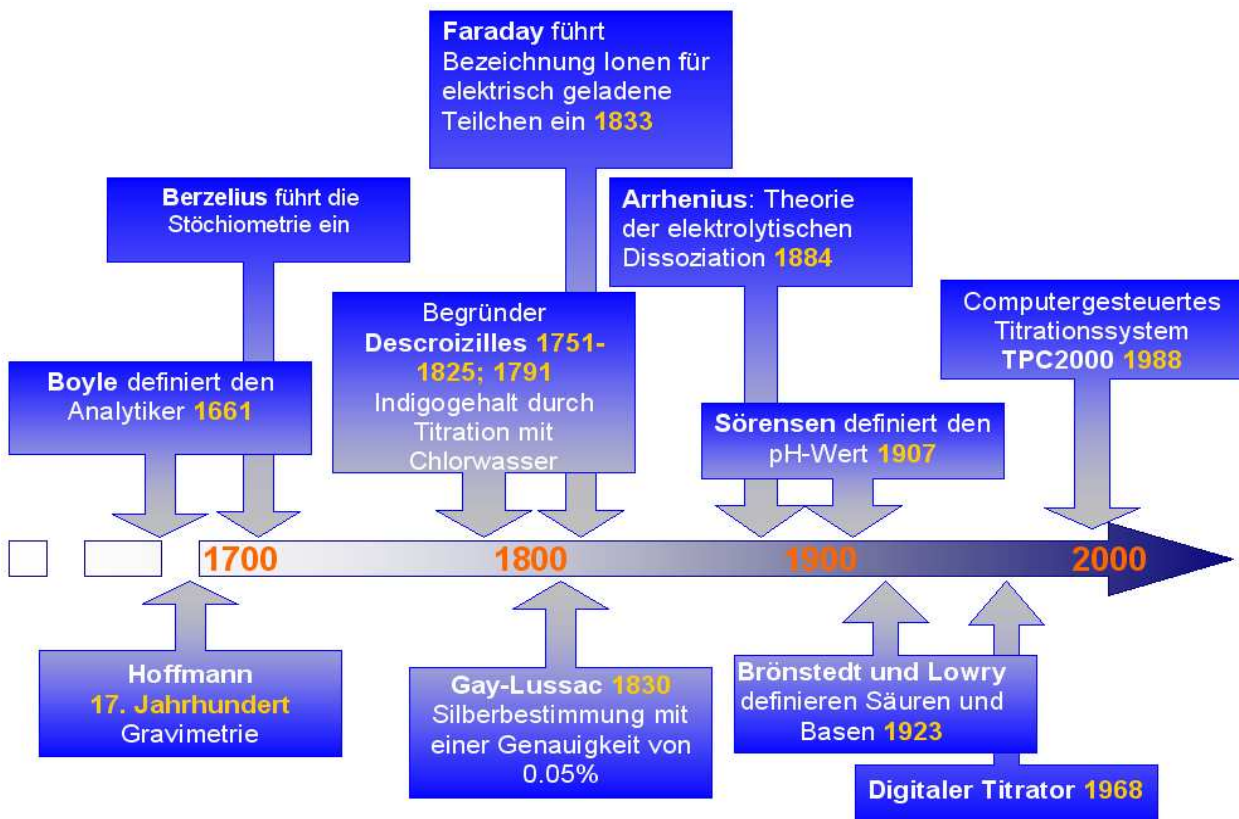 Faraday führt
Bezeichnung Ionen für
elektrisch geladene
Teilchen ein 1833
Berzelius führt die
Stöchiometrie ein
Arrhenius: Theorie
der elektrolytischen
Dissoziation 1884
Begründer
Descroizilles 1751-
1825; 1791
Indigogehalt durch
Titration mit
Chlorwasser
Computergesteuertes
Titrationssystem
TPC2000 1988
Boyle definiert den
Analytiker 1661
Sörensen definiert den
pH-Wert 1907
1700
1800
1900
2000
Hoffmann
17. Jahrhundert
Gravimetrie
Gay-Lussac 1830
Silberbestimmung mit
einer Genauigkeit von
0.05%
Brönstedt und Lowry
definieren Säuren und
Basen 1923
Digitaler Titrator 1968